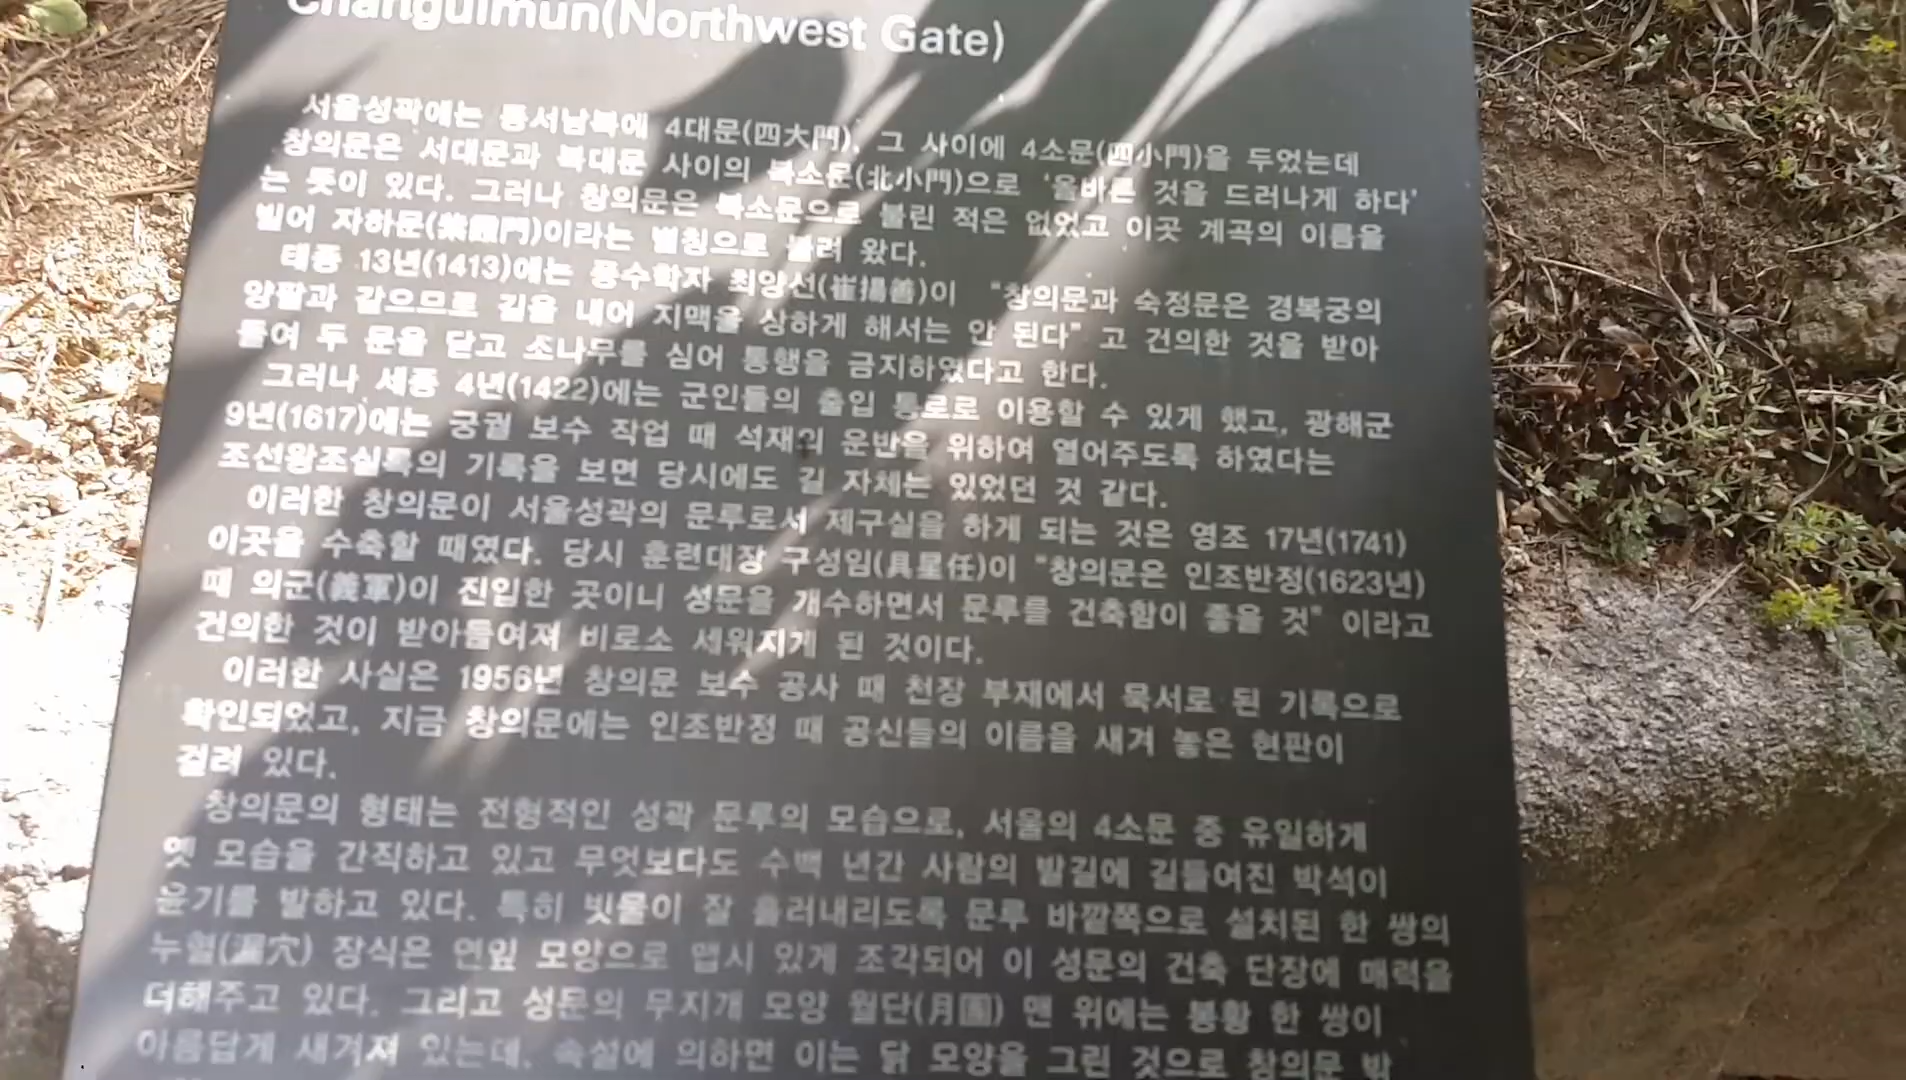 Changuimun(Northwest Gate)
서울성곽에는 동서남북에 4대문(四大門), 그 사이에 4소문(四小門)을 두었는데
창의문은 서대문과 북대문 사이의 북소문(北小門)으로 '올바른 것을 드러나게 하다'
는 뜻이 있다. 그러나 창의문은 북소문으로 불린 적은 없었고 이곳 계곡의 이름을
빌어 자하문(紫霞門)이라는 별칭으로 불려 왔다.
태종 13년(1413)에는 풍수학자 최양선(崔揚善)이 "창의문과 숙정문은 경복궁의
양팔과 같으므로 길을 내어 지맥을 상하게 해서는 안 된다" 고 건의한 것을 받아
들여 두 문을 닫고 소나무를 심어 통행을 금지하였다고 한다.
그러나 세종 4년(1422)에는 군인들의 출입 통로로 이용할 수 있게 했고, 광해군
9년(1617)에는 궁궐 보수 작업 때 석재의 운반을 위하여 열어주도록 하였다는
조선왕조실록의 기록을 보면 당시에도 길 자체는 있었던 것 같다.
이러한 창의문이 서울성곽의 문루로서 제구실을 하게 되는 것은 영조 17년(1741)
이곳을 수축할 때였다. 당시 훈련대장 구성임(具星任)이 "창의문은 인조반정(1623년)
때 의군(義軍)이 진입한 곳이니 성문을 개수하면서 문루를 건축함이 좋을 것" 이라고
건의한 것이 받아들여져 비로소 세워지게 된 것이다.
이러한 사실은 1956년 창의문 보수 공사 때 천장 부재에서 묵서로 된 기록으로
확인되었고, 지금 창의문에는 인조반정 때 공신들의 이름을 새겨 놓은 현판이
걸려 있다.
창의문의 형태는 전형적인 성곽 문루의 모습으로, 서울의 4소문 중 유일하게
옛 모습을 간직하고 있고 무엇보다도 수백 년간 사람의 발길에 길들여진 박석이
윤기를 발하고 있다. 특히 빗물이 잘 흘러내리도록 문루 바깥쪽으로 설치된 한 쌍의
누혈(漏穴) 장식은 연잎 모양으로 맵시 있게 조각되어 이 성문의 건축 단장에 매력을
더해주고 있다. 그리고 성문의 무지개 모양 월단(月團) 맨 위에는 봉황 한 쌍이
아름답게 새겨져 있는데, 속설에 의하면 이는 닭 모양을 그린 것으로 창의문 밖